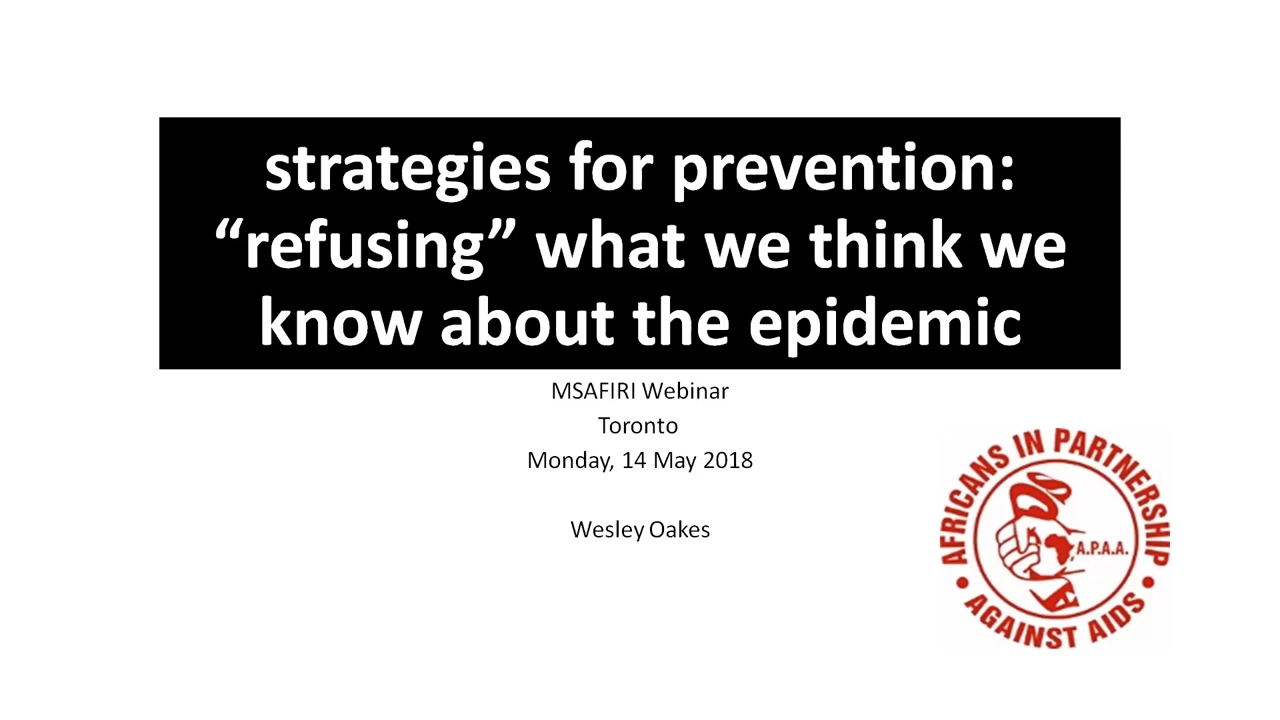 strategies for prevention:
“refusing” what we think we
know about the epidemic
MSAFIRI Webinar
Toronto
Monday, 14 May 2018
Wesley Oakes
AFRICANS IN PARTNERSHIP
A.P.A.A.
• AGAINST AIDS •